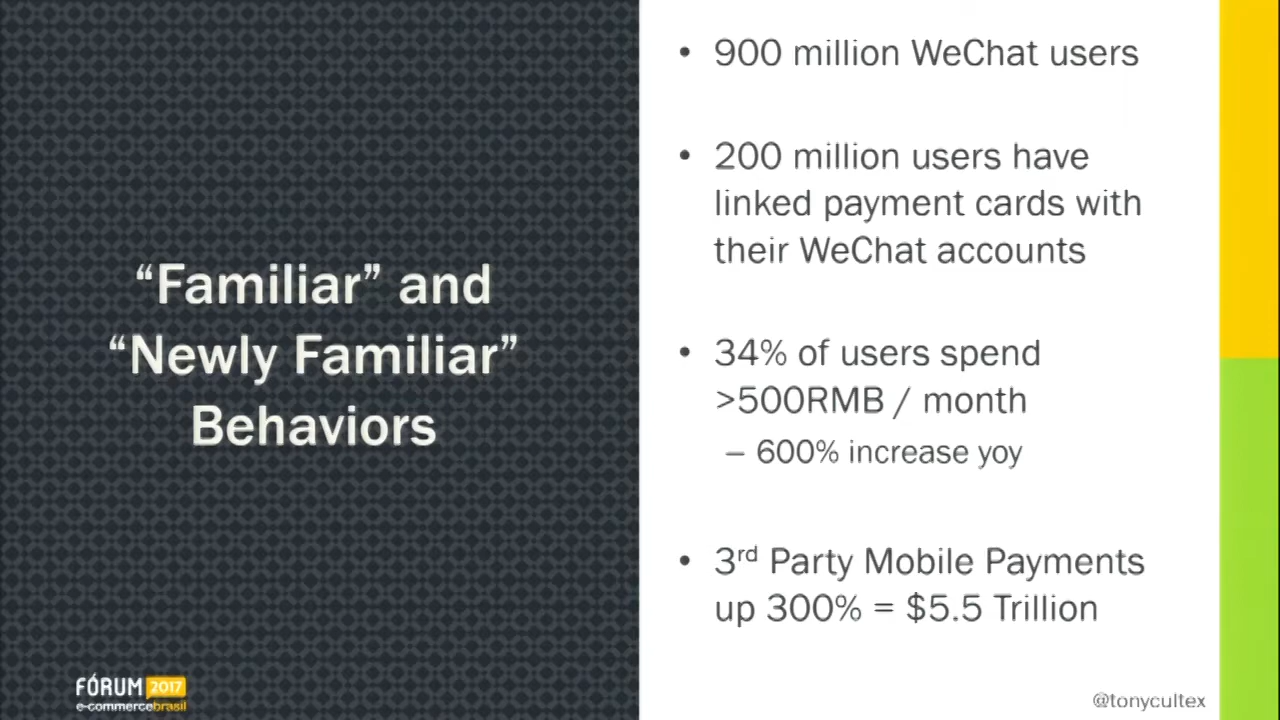 “Familiar” and
“Newly Familiar”
Behaviors
• 900 million WeChat users
• 200 million users have
linked payment cards with
their WeChat accounts
• 34% of users spend
>500RMB / month
– 600% increase yoy
• 3rd Party Mobile Payments
up 300% = $5.5 Trillion
FÓRUM 2017
e-commercebrasil
@tonycultex